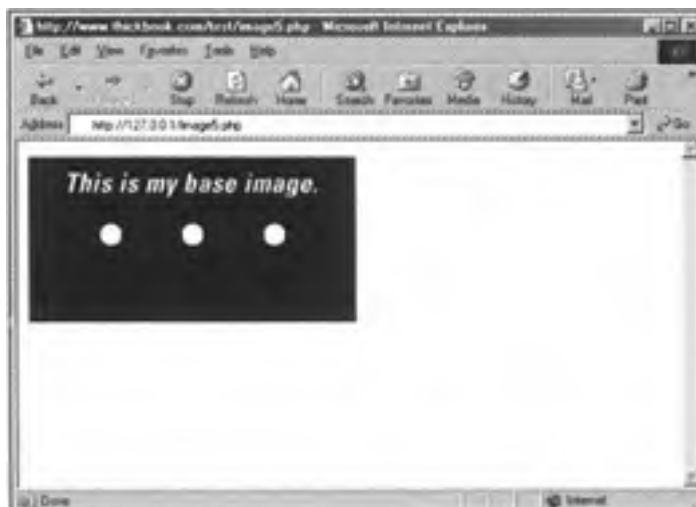 http://www.thickbook.com/test/image5.php - Microsoft Internet Explorer
File Edit View Favorites Tools Help
Back Stop Refresh Home Search Favorites Media History Mail Print
Address http://127.0.0.1/image5.php Go
This is my base image.
Done Internet